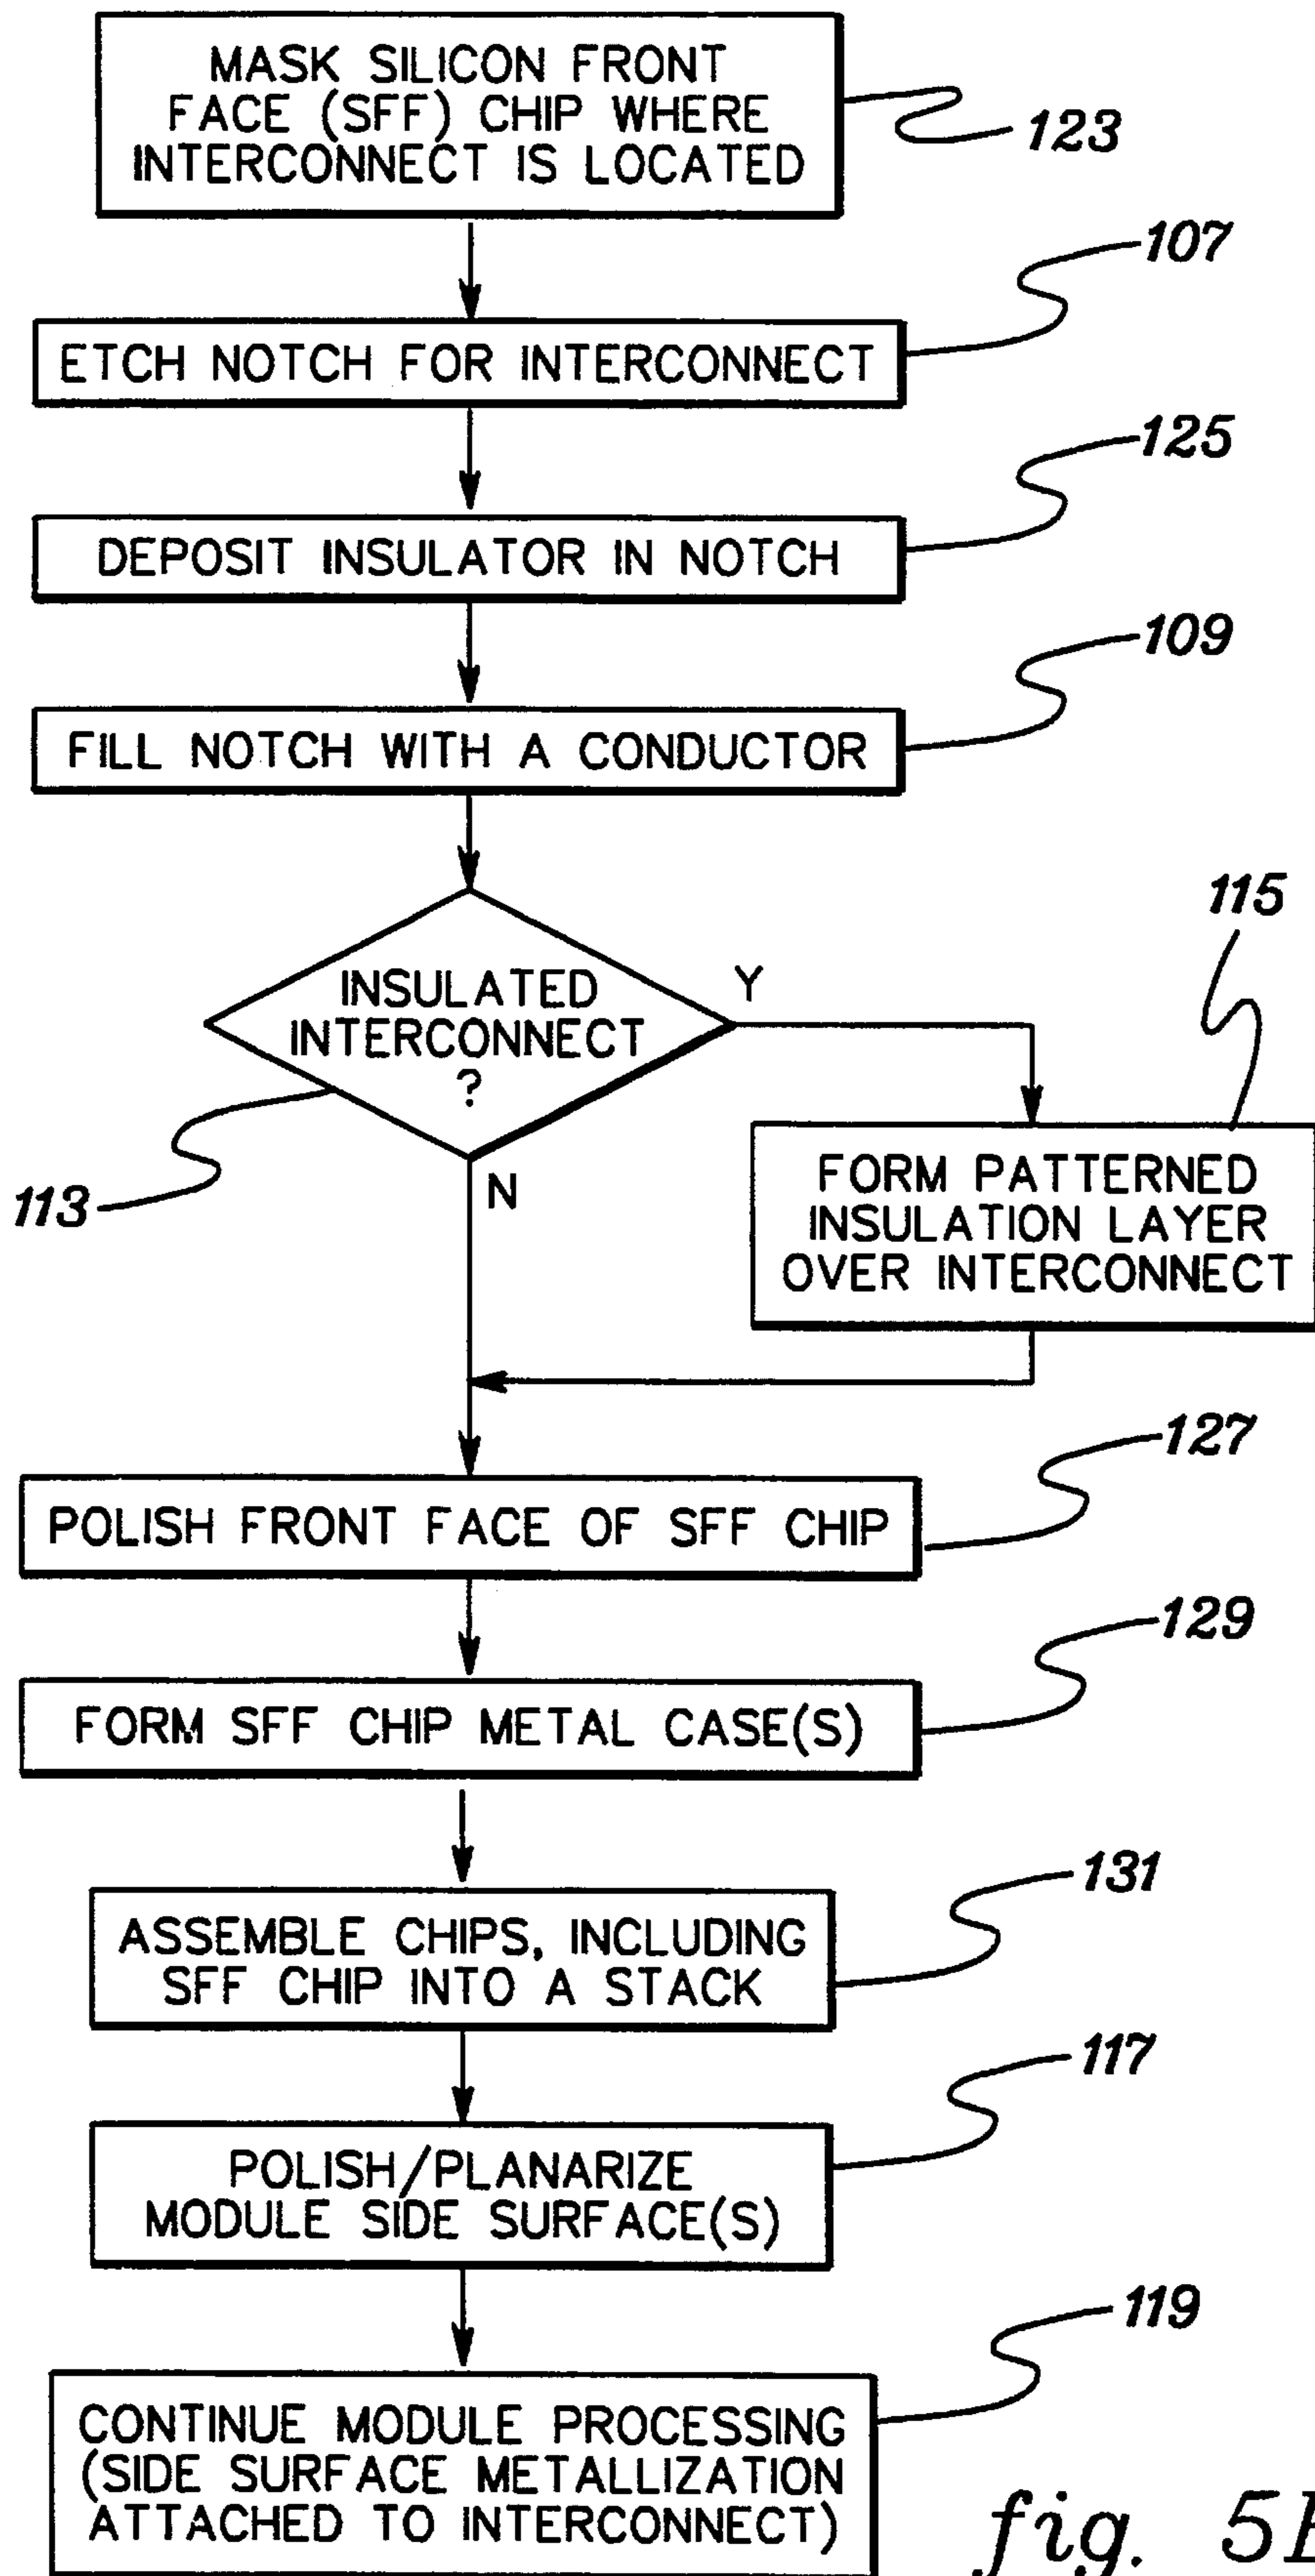 MASK SILICON FRONT
FACE (SFF) CHIP WHERE
INTERCONNECT IS LOCATED
123
107
ETCH NOTCH FOR INTERCONNECT
125
DEPOSIT INSULATOR IN NOTCH
109
FILL NOTCH WITH A CONDUCTOR
115
INSULATED
INTERCONNECT
?
Y
N
113
FORM PATTERNED
INSULATION LAYER
OVER INTERCONNECT
127
POLISH FRONT FACE OF SFF CHIP
129
FORM SFF CHIP METAL CASE(S)
131
ASSEMBLE CHIPS, INCLUDING
SFF CHIP INTO A STACK
117
POLISH/PLANARIZE
MODULE SIDE SURFACE(S)
119
CONTINUE MODULE PROCESSING
(SIDE SURFACE METALLIZATION
ATTACHED TO INTERCONNECT)
fig.